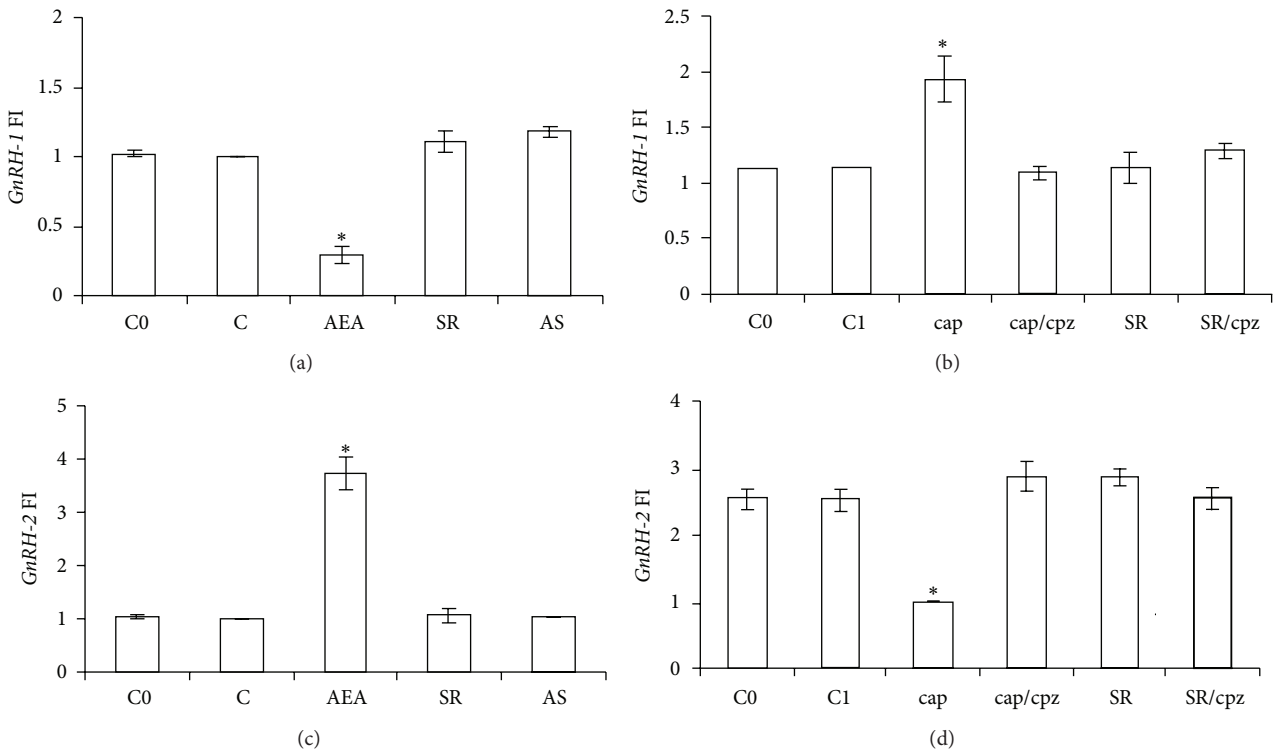 2
1.5
1
0.5
0
GnRH-1 FI
*
C0 C AEA SR AS
(a)
2.5
2
1.5
1
0.5
0
GnRH-1 FI
*
C0 C1 cap cap/cpz SR SR/cpz
(b)
5
4
3
2
1
0
GnRH-2 FI
*
C0 C AEA SR AS
(c)
4
3
2
1
0
GnRH-2 FI
*
C0 C1 cap cap/cpz SR SR/cpz
(d)